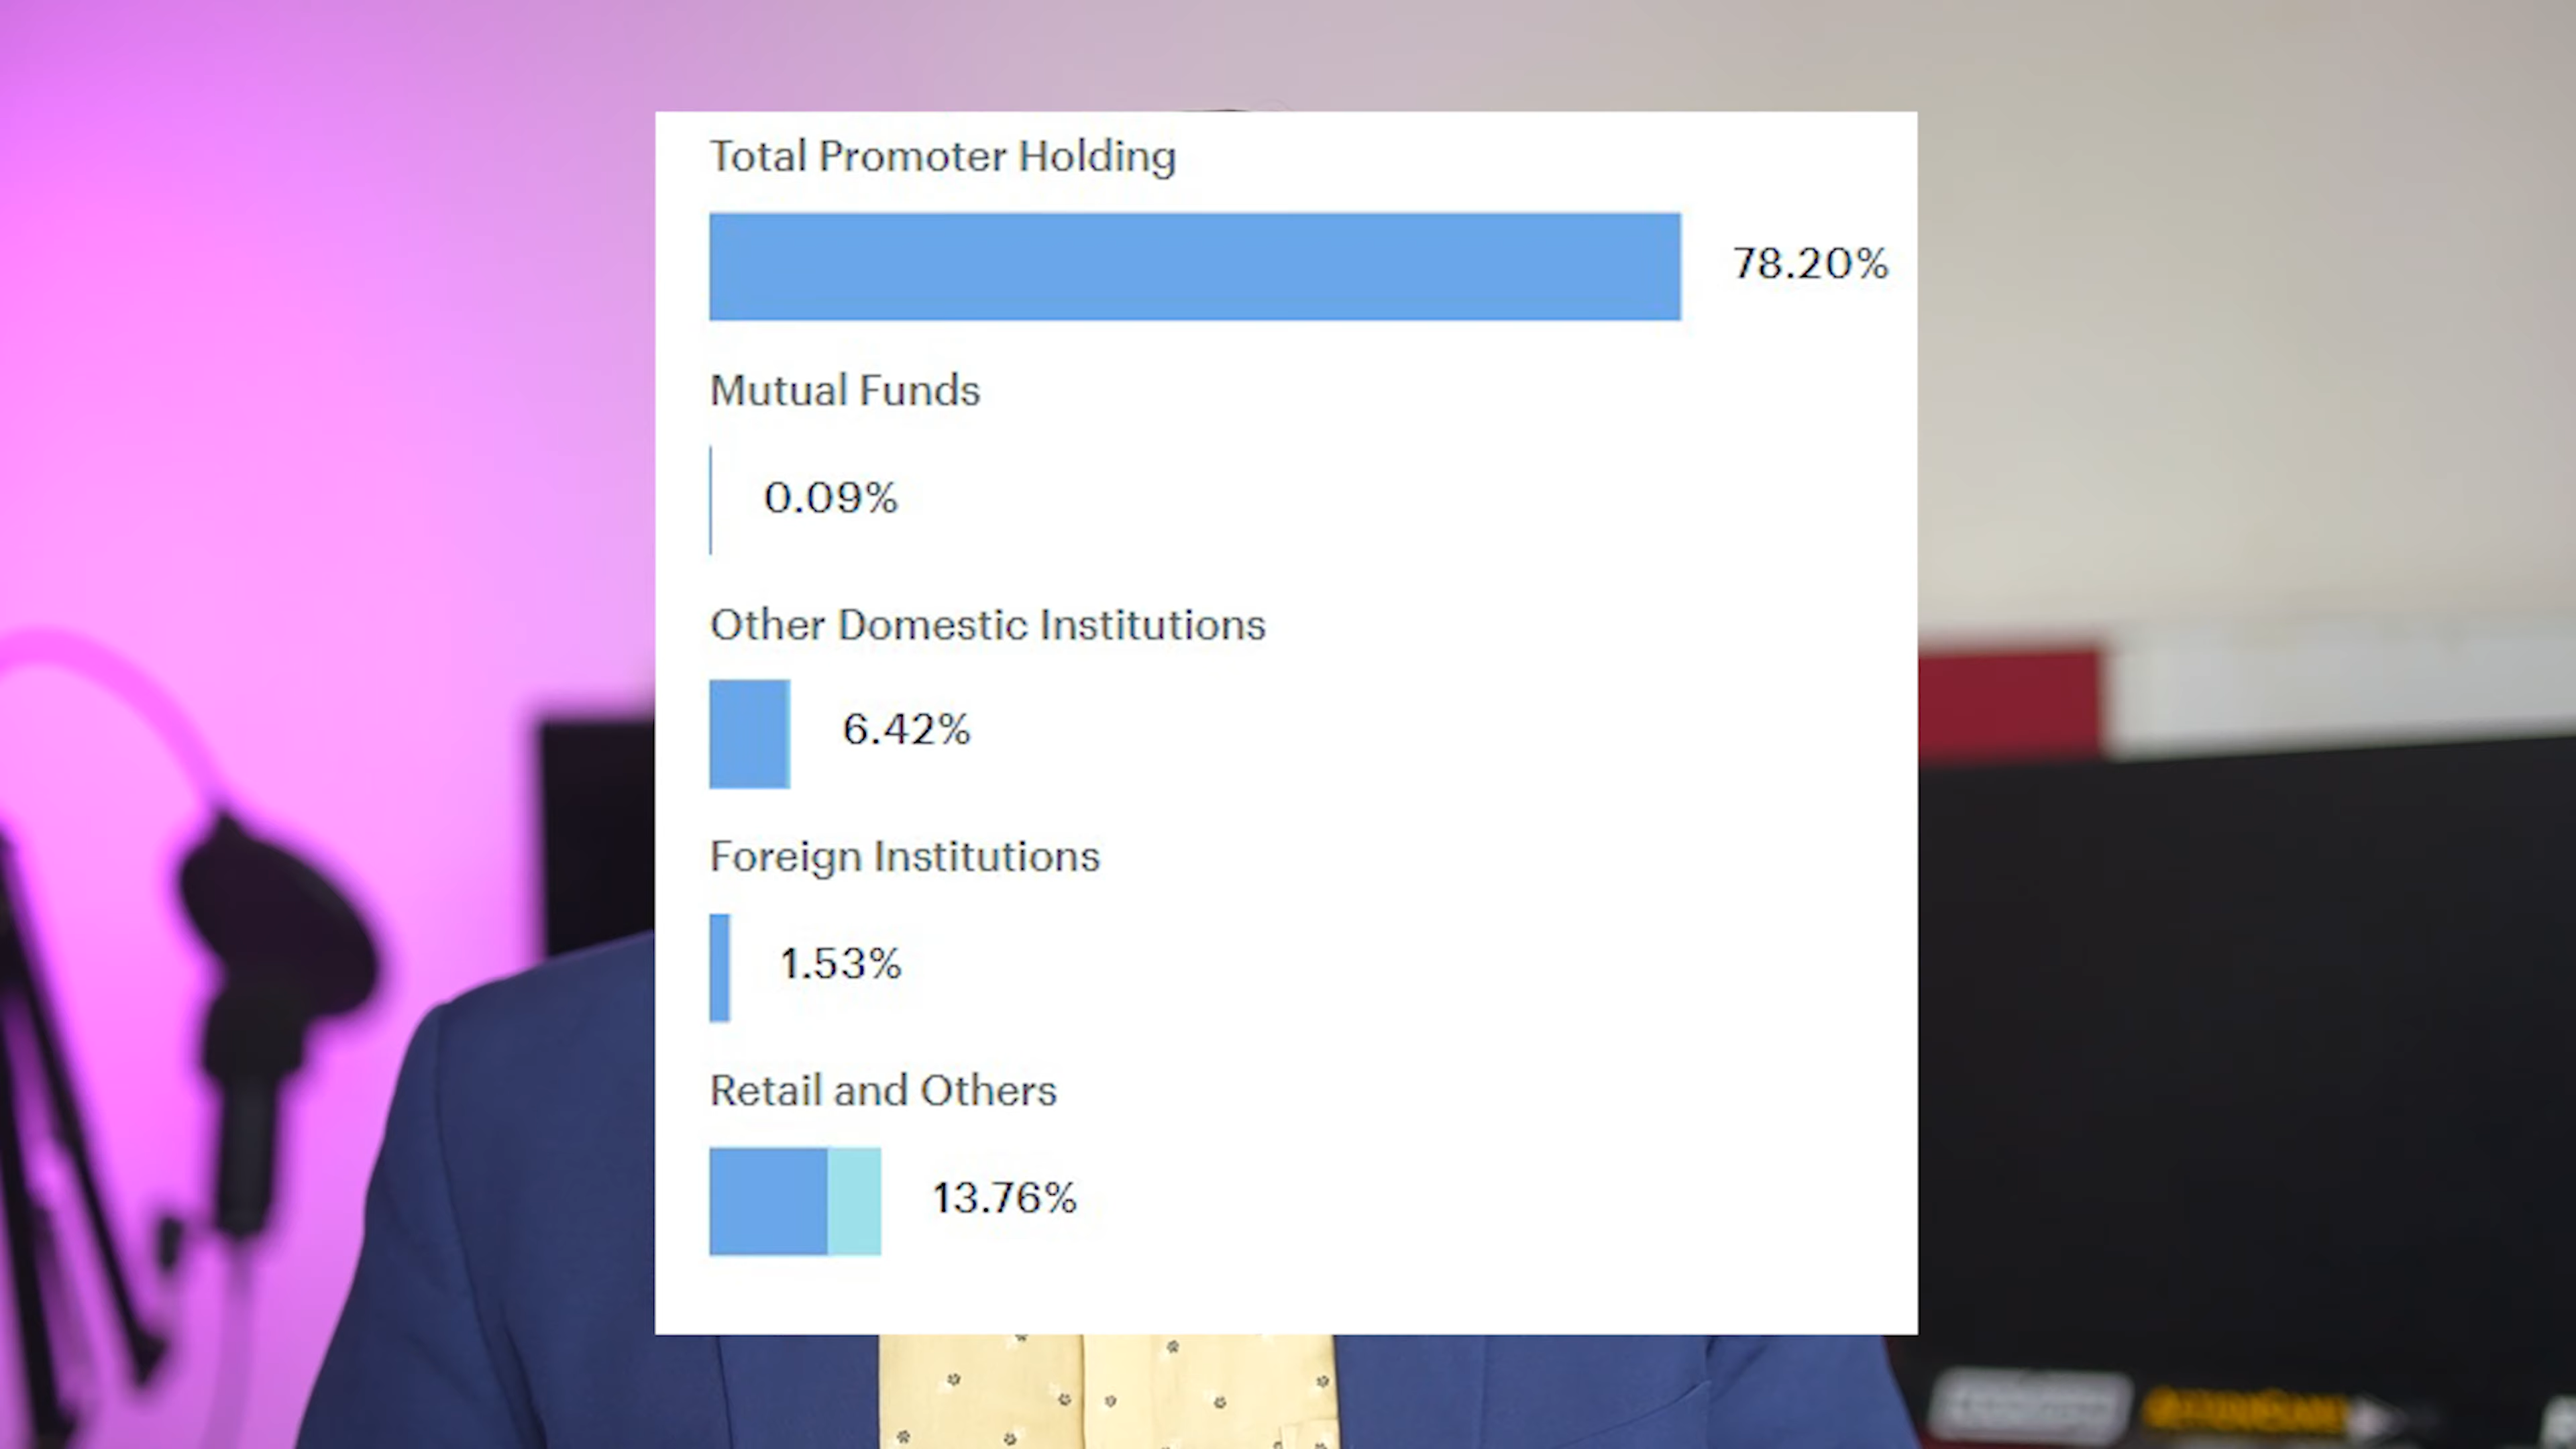 Total Promoter Holding
78.20%
Mutual Funds
0.09%
Other Domestic Institutions
6.42%
Foreign Institutions
1.53%
Retail and Others
13.76%